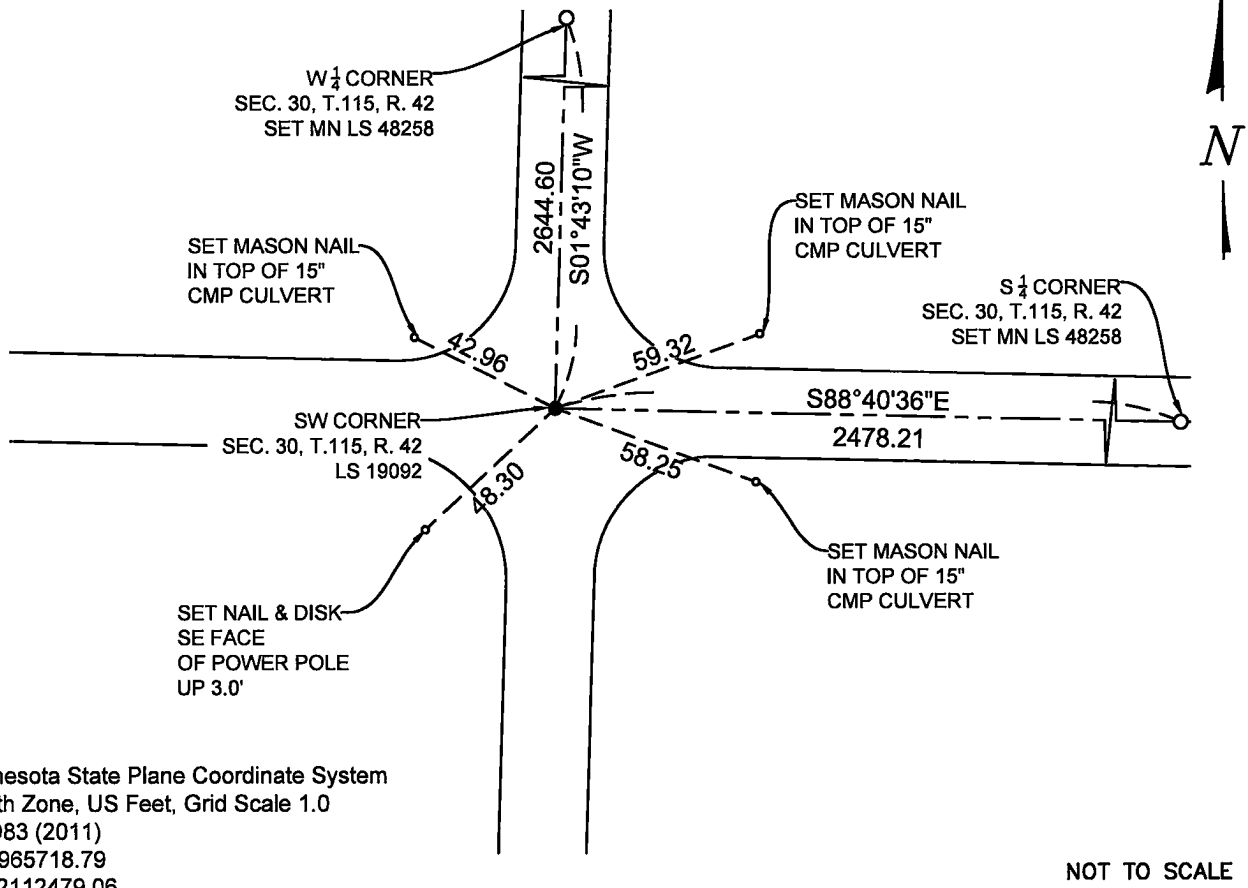 W 1/4 CORNER
SEC. 30, T.115, R. 42
SET MN LS 48258
N
2644.60
S01°43'10"W
SET MASON NAIL
IN TOP OF 15"
CMP CULVERT
SET MASON NAIL
IN TOP OF 15"
CMP CULVERT
S 1/4 CORNER
SEC. 30, T.115, R. 42
SET MN LS 48258
42.96
59.32
SW CORNER
SEC. 30, T.115, R. 42
LS 19092
S88°40'36"E
2478.21
58.25
48.30
SET MASON NAIL
IN TOP OF 15"
CMP CULVERT
SET NAIL & DISK
SE FACE
OF POWER POLE
UP 3.0'
nesota State Plane Coordinate System
th Zone, US Feet, Grid Scale 1.0
983 (2011)
965718.79
2112479.06
NOT TO SCALE